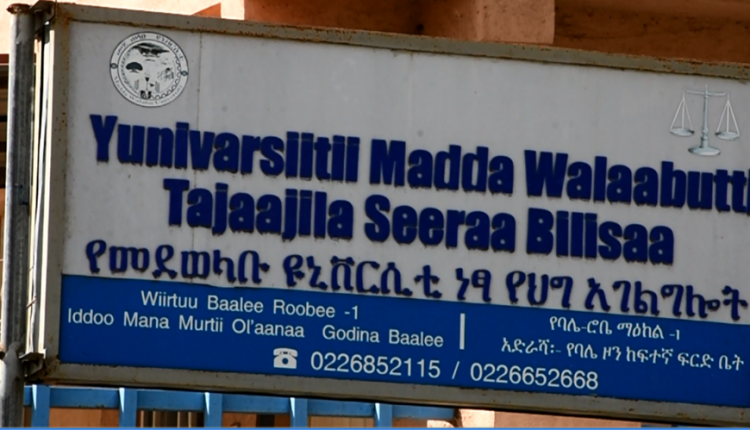 Yunivarsiitii Madda Walaabutti
Tajaajila Seeraa Bilisaa
የመደወላቡ ዩኒቨርሲቲ ነፃ የህግ አገልግሎት
Wiirtuu Baalee Roobee -1
Iddoo Mana Murtii Ol'aanaa Godina Baalee
የባሌ-ሮቤ ማዕከል -1
አድራሻ፡- የባሌ ዞን ከፍተኛ ፍርድ ቤት
☎ 0226852115 / 0226652668